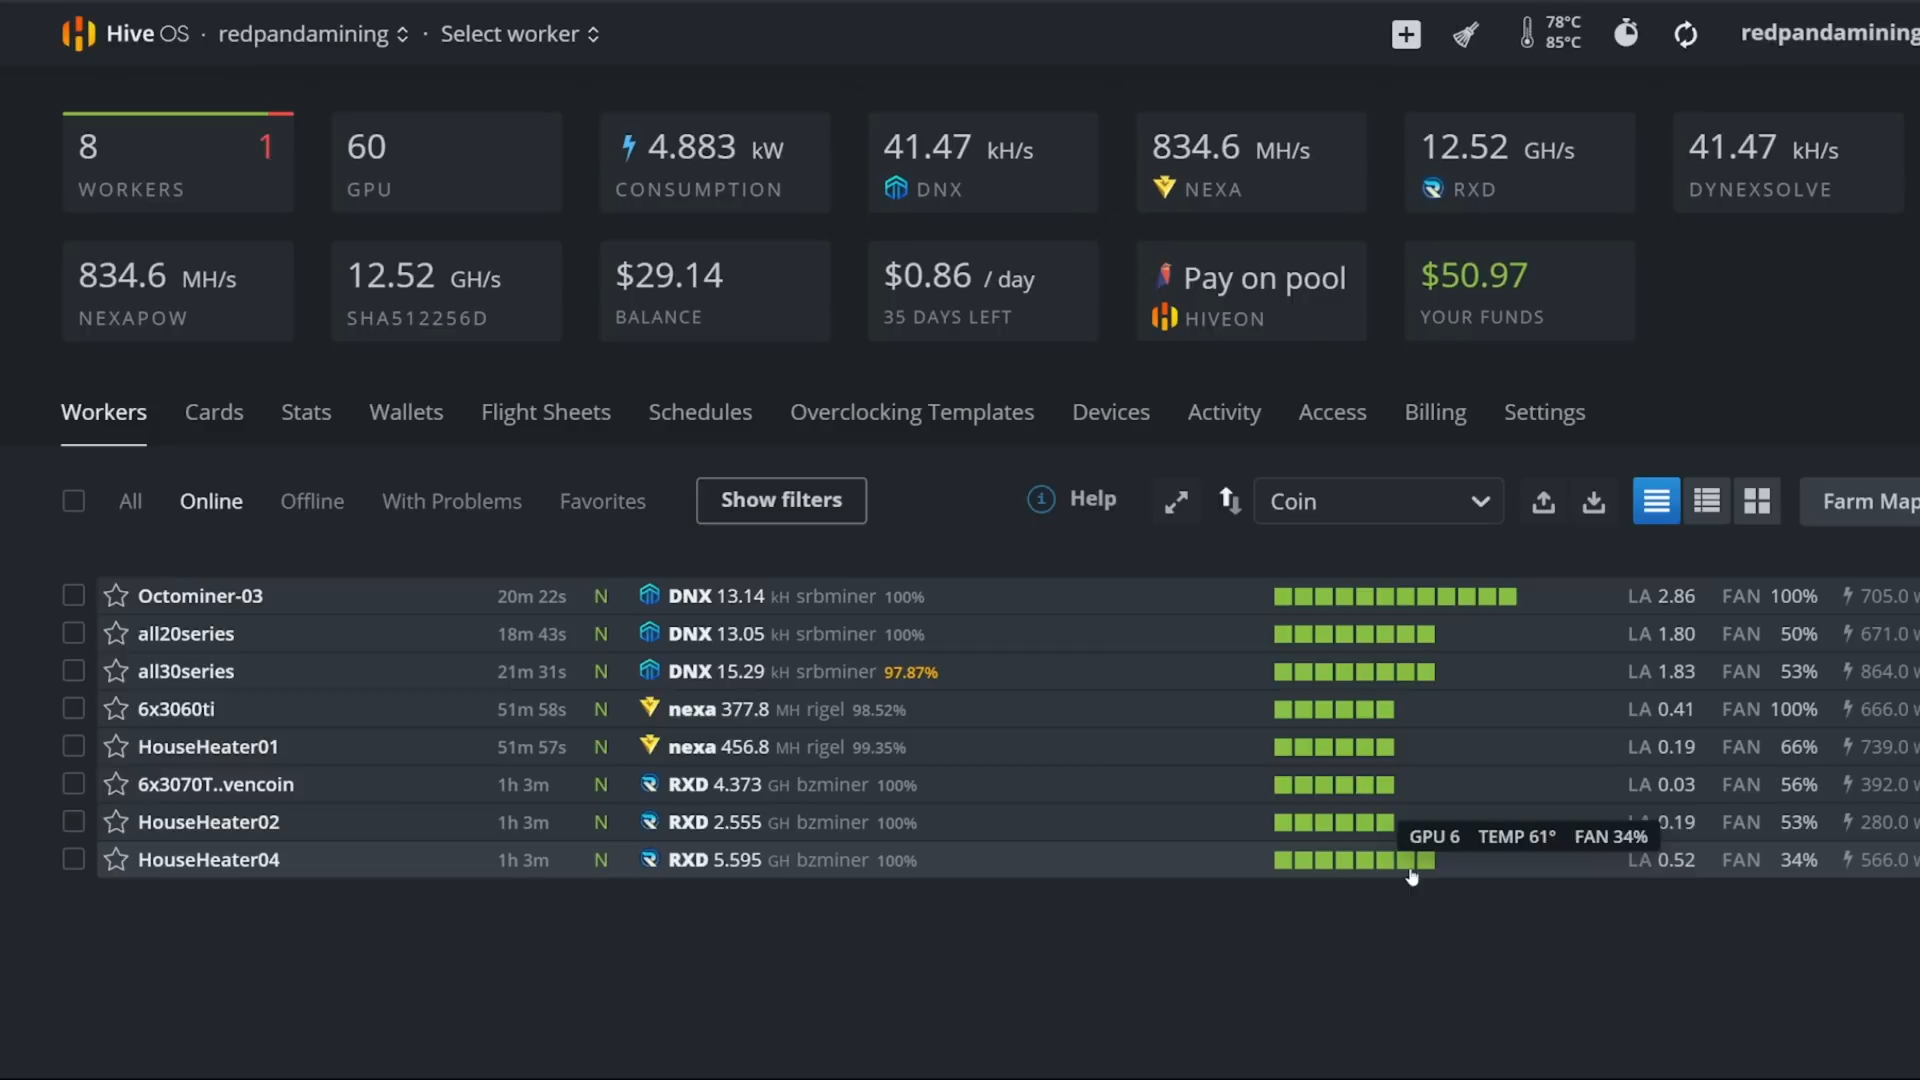 Hive OS · redpandamining · Select worker
78°C
85°C
redpandamining
8 1
WORKERS
60
GPU
4.883 kW
CONSUMPTION
41.47 kH/s
DNX
834.6 MH/s
NEXA
12.52 GH/s
RXD
41.47 kH/s
DYNEXSOLVE
834.6 MH/s
NEXAPOW
12.52 GH/s
SHA512256D
$29.14
BALANCE
$0.86 / day
35 DAYS LEFT
Pay on pool
HIVEON
$50.97
YOUR FUNDS
Workers Cards Stats Wallets Flight Sheets Schedules Overclocking Templates Devices Activity Access Billing Settings
All Online Offline With Problems Favorites Show filters Help Coin Farm Map
Octominer-03 20m 22s N DNX 13.14 kH srbminer 100% LA 2.86 FAN 100% 705.0 w
all20series 18m 43s N DNX 13.05 kH srbminer 100% LA 1.80 FAN 50% 671.0 w
all30series 21m 31s N DNX 15.29 kH srbminer 97.87% LA 1.83 FAN 53% 864.0 w
6x3060ti 51m 58s N nexa 377.8 MH rigel 98.52% LA 0.41 FAN 100% 666.0 w
HouseHeater01 51m 57s N nexa 456.8 MH rigel 99.35% LA 0.19 FAN 66% 739.0 w
6x3070T..vencoin 1h 3m N RXD 4.373 GH bzminer 100% LA 0.03 FAN 56% 392.0 w
HouseHeater02 1h 3m N RXD 2.555 GH bzminer 100% LA 0.19 FAN 53% 280.0 w
GPU 6 TEMP 61° FAN 34%
HouseHeater04 1h 3m N RXD 5.595 GH bzminer 100% LA 0.52 FAN 34% 566.0 w